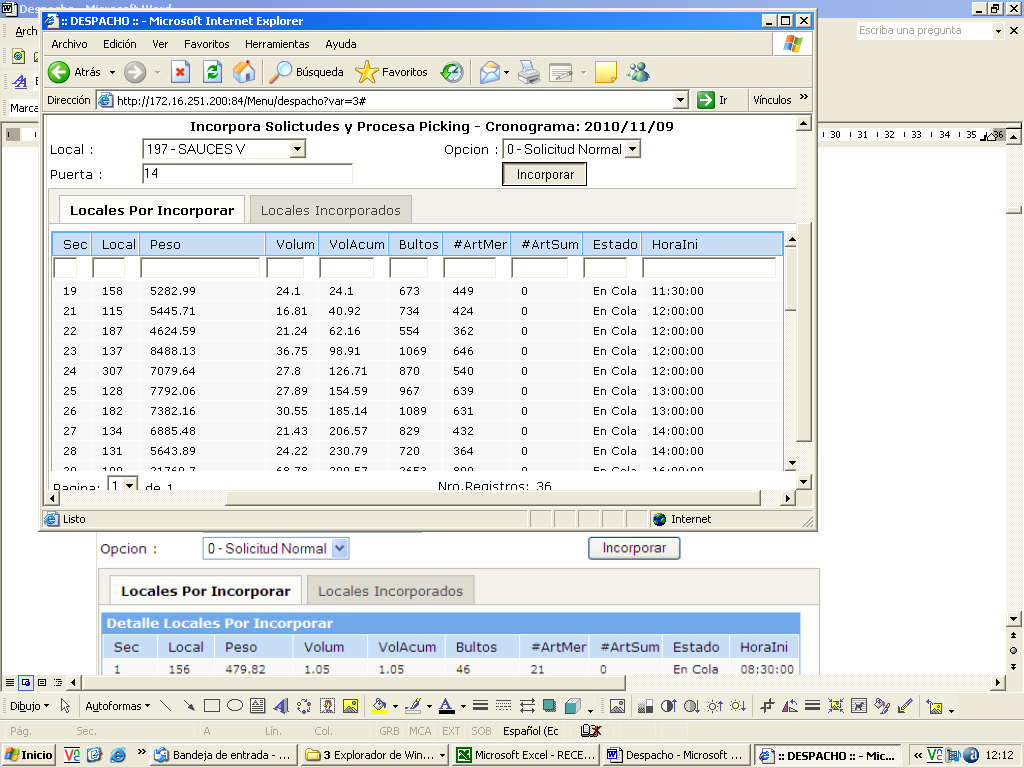 Despacho - Microsoft Word
:: DESPACHO :: - Microsoft Internet Explorer
Arch
Archivo Edición Ver Favoritos Herramientas Ayuda
Escriba una pregunta
Atrás Búsqueda Favoritos
Marca
Dirección http://172.16.251.200:84/Menu/despacho?var=3# Ir Vínculos »
Incorpora Solictudes y Procesa Picking - Cronograma: 2010/11/09
30 31 32 33 34 35 36
Local : 197 - SAUCES V Opcion : 0 - Solicitud Normal
Puerta : 14 Incorporar
Locales Por Incorporar Locales Incorporados
Sec Local Peso Volum VolAcum Bultos #ArtMer #ArtSum Estado HoraIni
19 158 5282.99 24.1 24.1 673 449 0 En Cola 11:30:00
21 115 5445.71 16.81 40.92 734 424 0 En Cola 12:00:00
22 187 4624.59 21.24 62.16 554 362 0 En Cola 12:00:00
23 137 8488.13 36.75 98.91 1069 646 0 En Cola 12:00:00
24 307 7079.64 27.8 126.71 870 540 0 En Cola 12:00:00
25 128 7792.06 27.89 154.59 967 639 0 En Cola 13:00:00
26 182 7382.16 30.55 185.14 1089 631 0 En Cola 13:00:00
27 134 6885.48 21.43 206.57 829 432 0 En Cola 14:00:00
28 131 5643.89 24.22 230.79 720 364 0 En Cola 14:00:00
Pagina: 1 de 1 Nro.Registros: 36
Listo Internet
Opcion : 0 - Solicitud Normal Incorporar
Locales Por Incorporar Locales Incorporados
Detalle Locales Por Incorporar
Sec Local Peso Volum VolAcum Bultos #ArtMer #ArtSum Estado HoraIni
1 156 479.82 1.05 1.05 46 21 0 En Cola 08:30:00
Dibujo Autoformas
Pág. Sec. A Lín. Col. GRB MCA EXT SOB Español (Ec
Inicio » Bandeja de entrada - ... 3 Explorador de Win... Microsoft Excel - RECE... Despacho - Microsoft ... :: DESPACHO :: - Mic... « 12:12